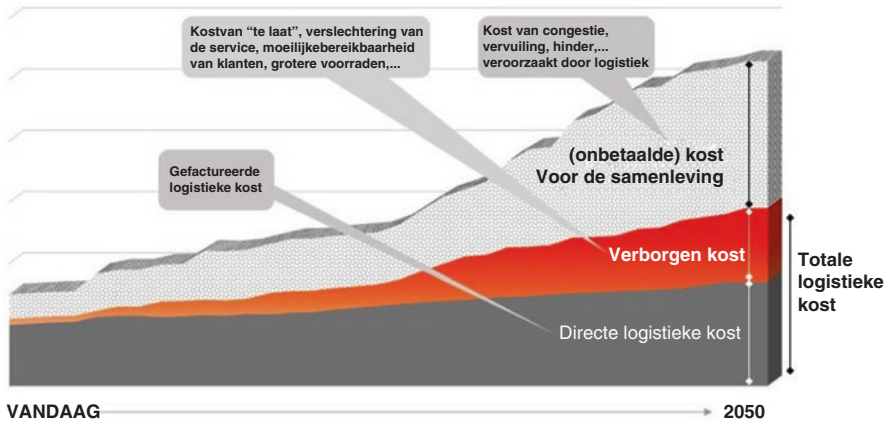 Kostvan “te laat”, verslechtering van
de service, moeilijkebereikbaarheid
van klanten, grotere voorraden,...
Kost van congestie,
vervuiling, hinder,...
veroorzaakt door logistiek
Gefactureerde
logistieke kost
(onbetaalde) kost
Voor de samenleving
Verborgen kost
Directe logistieke kost
Totale
logistieke
kost
VANDAAG
2050